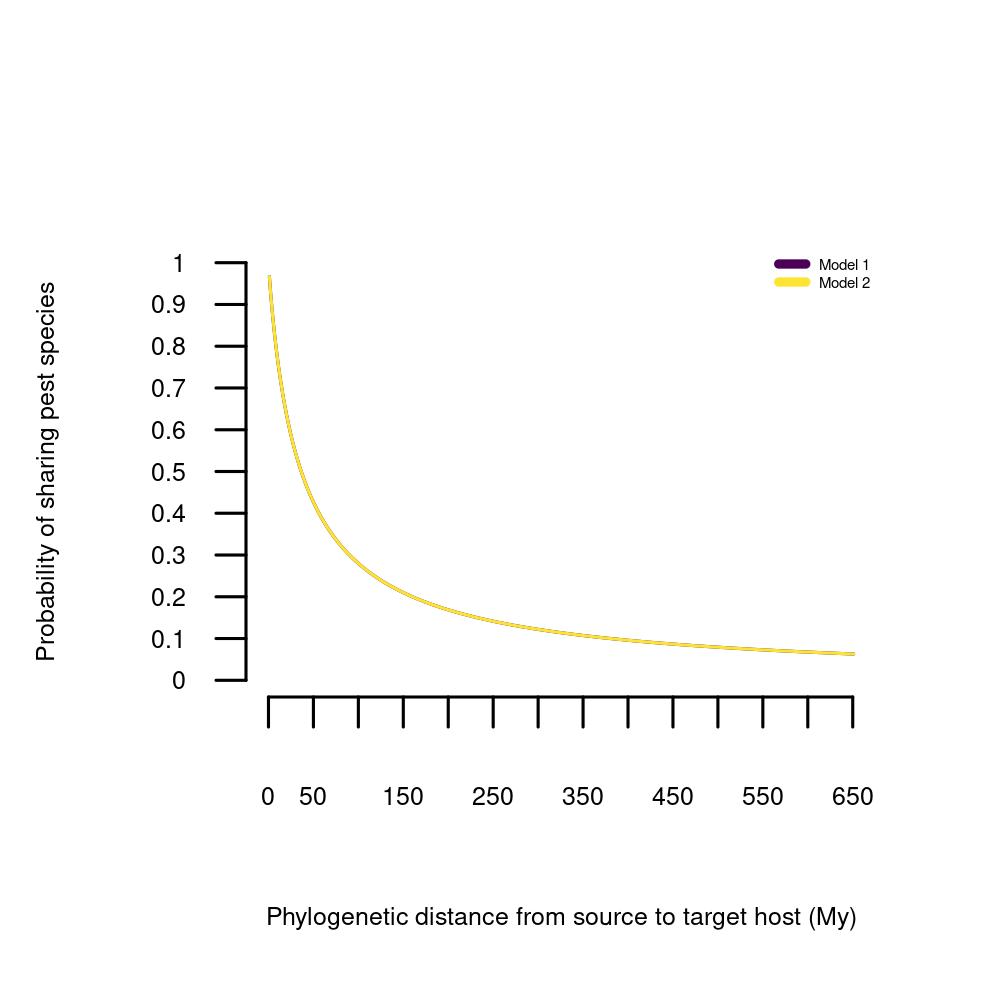 Model 1
Model 2
Probability of sharing pest species
1
0.9
0.8
0.7
0.6
0.5
0.4
0.3
0.2
0.1
0
0 50 150 250 350 450 550 650
Phylogenetic distance from source to target host (My)